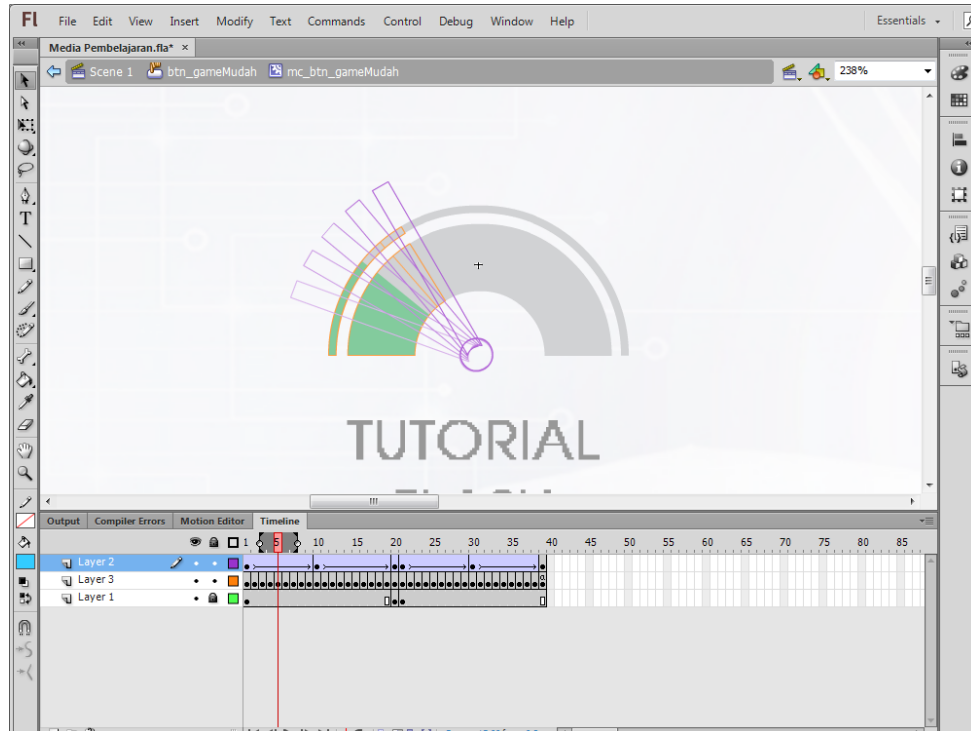 Fl File Edit View Insert Modify Text Commands Control Debug Window Help Essentials
Media Pembelajaran.fla* ×
Scene 1 btn_gameMudah mc_btn_gameMudah 238%
T
TUTORIAL
Output Compiler Errors Motion Editor Timeline
1 5 10 15 20 25 30 35 40 45 50 55 60 65 70 75 80 85
Layer 2
Layer 3
Layer 1